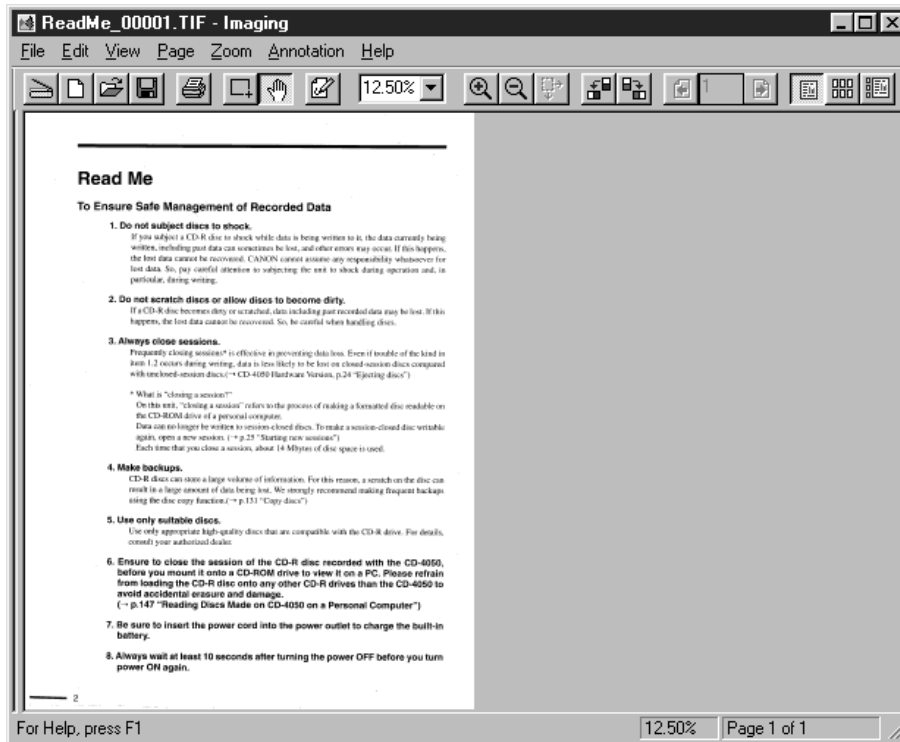 ReadMe_00001.TIF - Imaging
File Edit View Page Zoom Annotation Help
12.50%
1
Read Me
To Ensure Safe Management of Recorded Data
1. Do not subject discs to shock.
If you subject a CD-R disc to shock while data is being written to it, the data currently being
written, including past data can sometimes be lost, and other errors may occur. If this happens,
the lost data cannot be recovered. CANON cannot assume any responsibility whatsoever for
lost data. So, pay careful attention to subjecting the unit to shock during operation and, in
particular, during writing.
2. Do not scratch discs or allow discs to become dirty.
If a CD-R disc becomes dirty or scratched, data including past recorded data may be lost. If this
happens, the lost data cannot be recovered. So, be careful when handling discs.
3. Always close sessions.
Frequently closing sessions* is effective in preventing data loss. Even if trouble of the kind in
item 1.2 occurs during writing, data is less likely to be lost on closed-session discs compared
with unclosed-session discs.(→ CD-4050 Hardware Version, p.24 "Ejecting discs")
* What is "closing a session?"
On this unit, "closing a session" refers to the process of making a formatted disc readable on
the CD-ROM drive of a personal computer.
Data can no longer be written to session-closed discs. To make a session-closed disc writable
again, open a new session. (→ p.25 "Starting new sessions")
Each time that you close a session, about 14 Mbytes of disc space is used.
4. Make backups.
CD-R discs can store a large volume of information. For this reason, a scratch on the disc can
result in a large amount of data being lost. We strongly recommend making frequent backups
using the disc copy function.(→ p.131 "Copy discs")
5. Use only suitable discs.
Use only appropriate high-quality discs that are compatible with the CD-R drive. For details,
consult your authorized dealer.
6. Ensure to close the session of the CD-R disc recorded with the CD-4050,
before you mount it onto a CD-ROM drive to view it on a PC. Please refrain
from loading the CD-R disc onto any other CD-R drives than the CD-4050 to
avoid accidental erasure and damage.
(→ p.147 "Reading Discs Made on CD-4050 on a Personal Computer")
7. Be sure to insert the power cord into the power outlet to charge the built-in
battery.
8. Always wait at least 10 seconds after turning the power OFF before you turn
power ON again.
2
For Help, press F1 12.50% Page 1 of 1